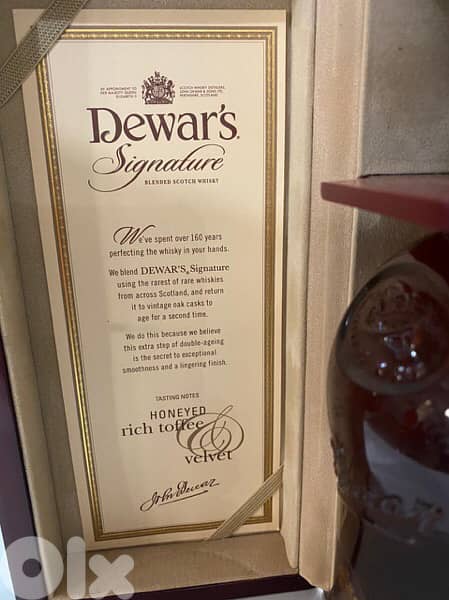 BY APPOINTMENT TO
HER MAJESTY QUEEN
ELIZABETH II
SCOTCH WHISKY DISTILLERS
JOHN DEWAR & SONS LTD.
PERTHSHIRE, SCOTLAND
Dewar's
Signature
BLENDED SCOTCH WHISKY
We've spent over 160 years
perfecting the whisky in your hands.
We blend DEWAR'S® Signature
using the rarest of rare whiskies
from across Scotland, and return
it to vintage oak casks to
age for a second time.
We do this because we believe
this extra step of double-ageing
is the secret to exceptional
smoothness and a lingering finish.
TASTING NOTES
HONEYED
rich toffee
&
velvet
John Dewar
olx